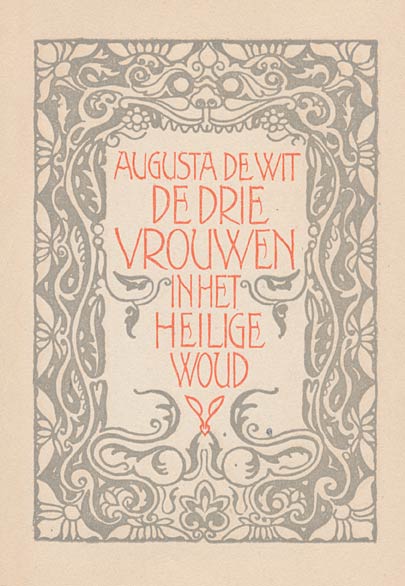 AUGUSTA DE WIT
DE DRIE
VROUWEN
IN HET
HEILIGE
WOUD